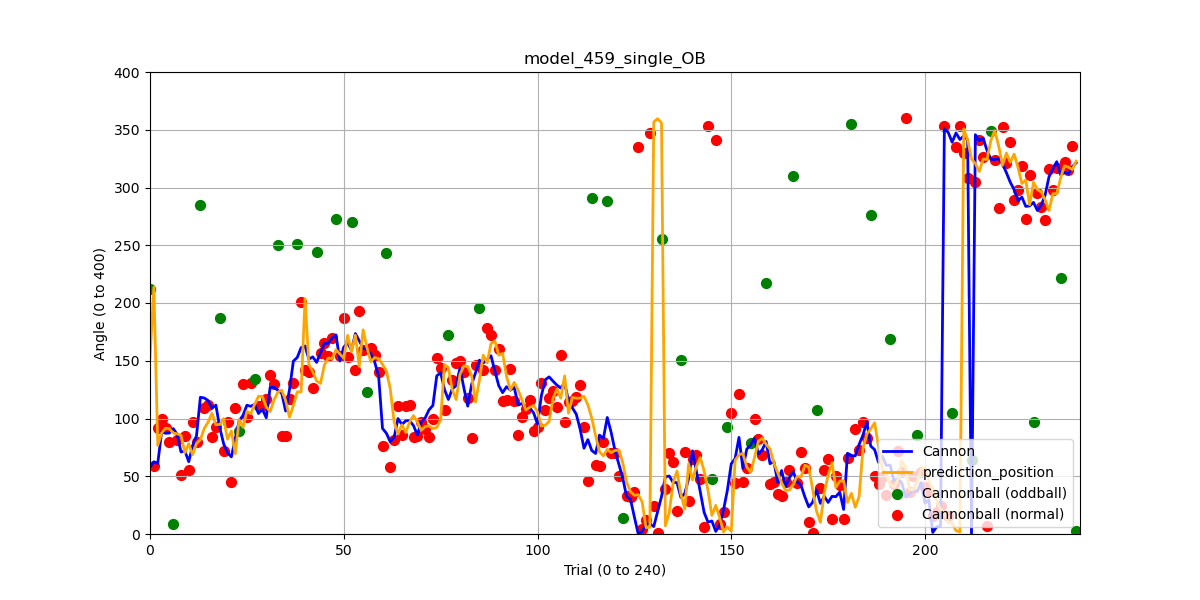 model_459_single_OB
Angle (0 to 400)
400
350
300
250
200
150
100
50
0
0
50
100
150
200
Trial (0 to 240)
Cannon
prediction_position
Cannonball (oddball)
Cannonball (normal)